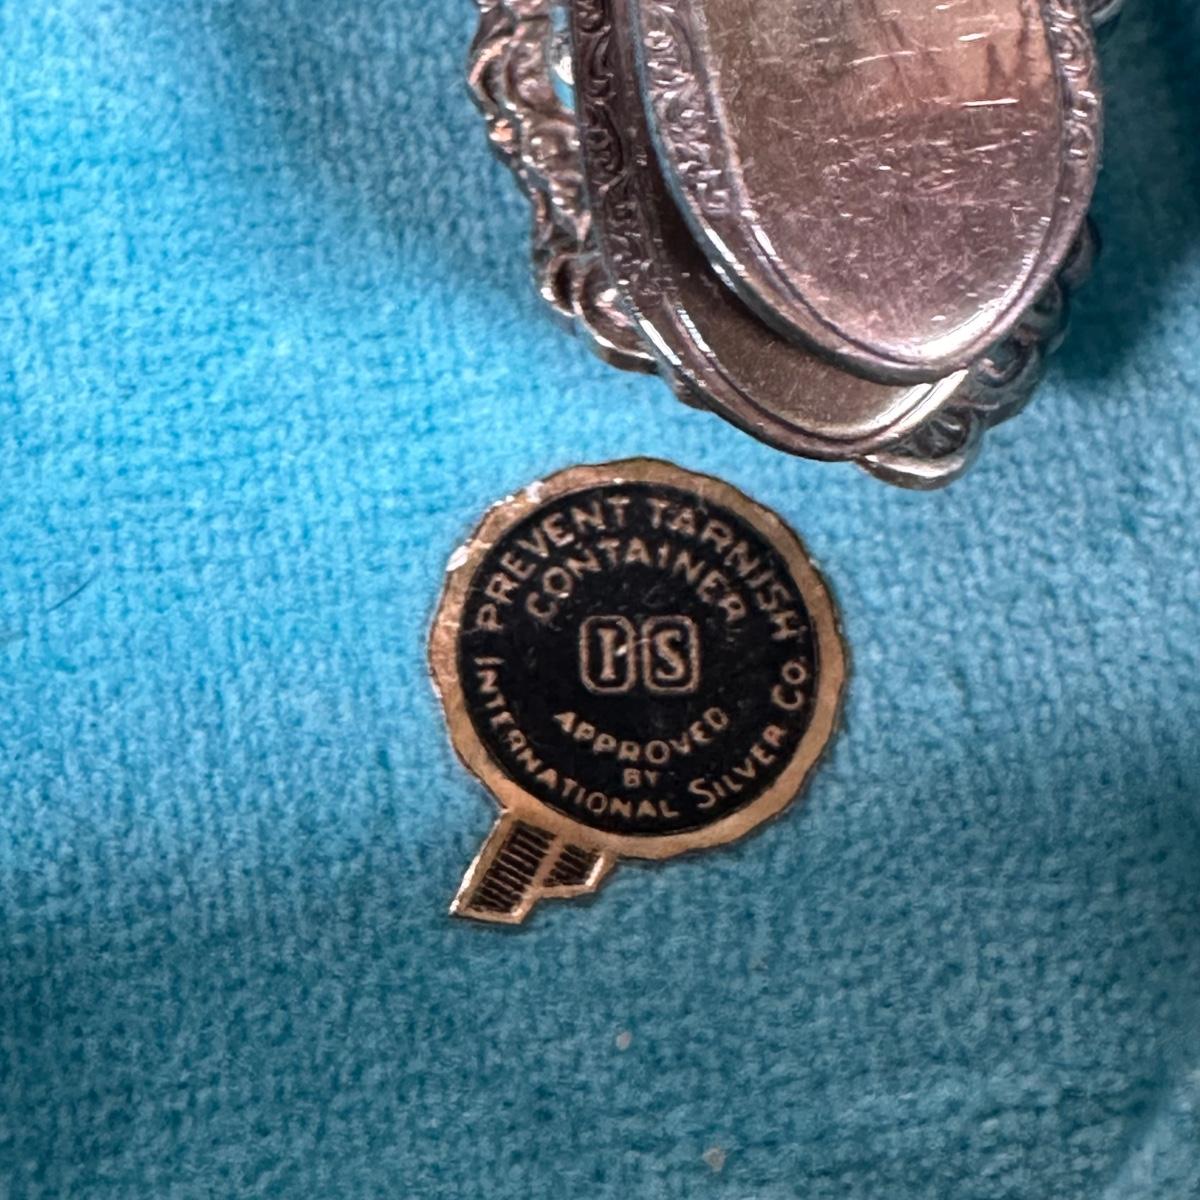 PREVENT TARNISH
CONTAINER
IS
APPROVED
BY
INTERNATIONAL SILVER CO.